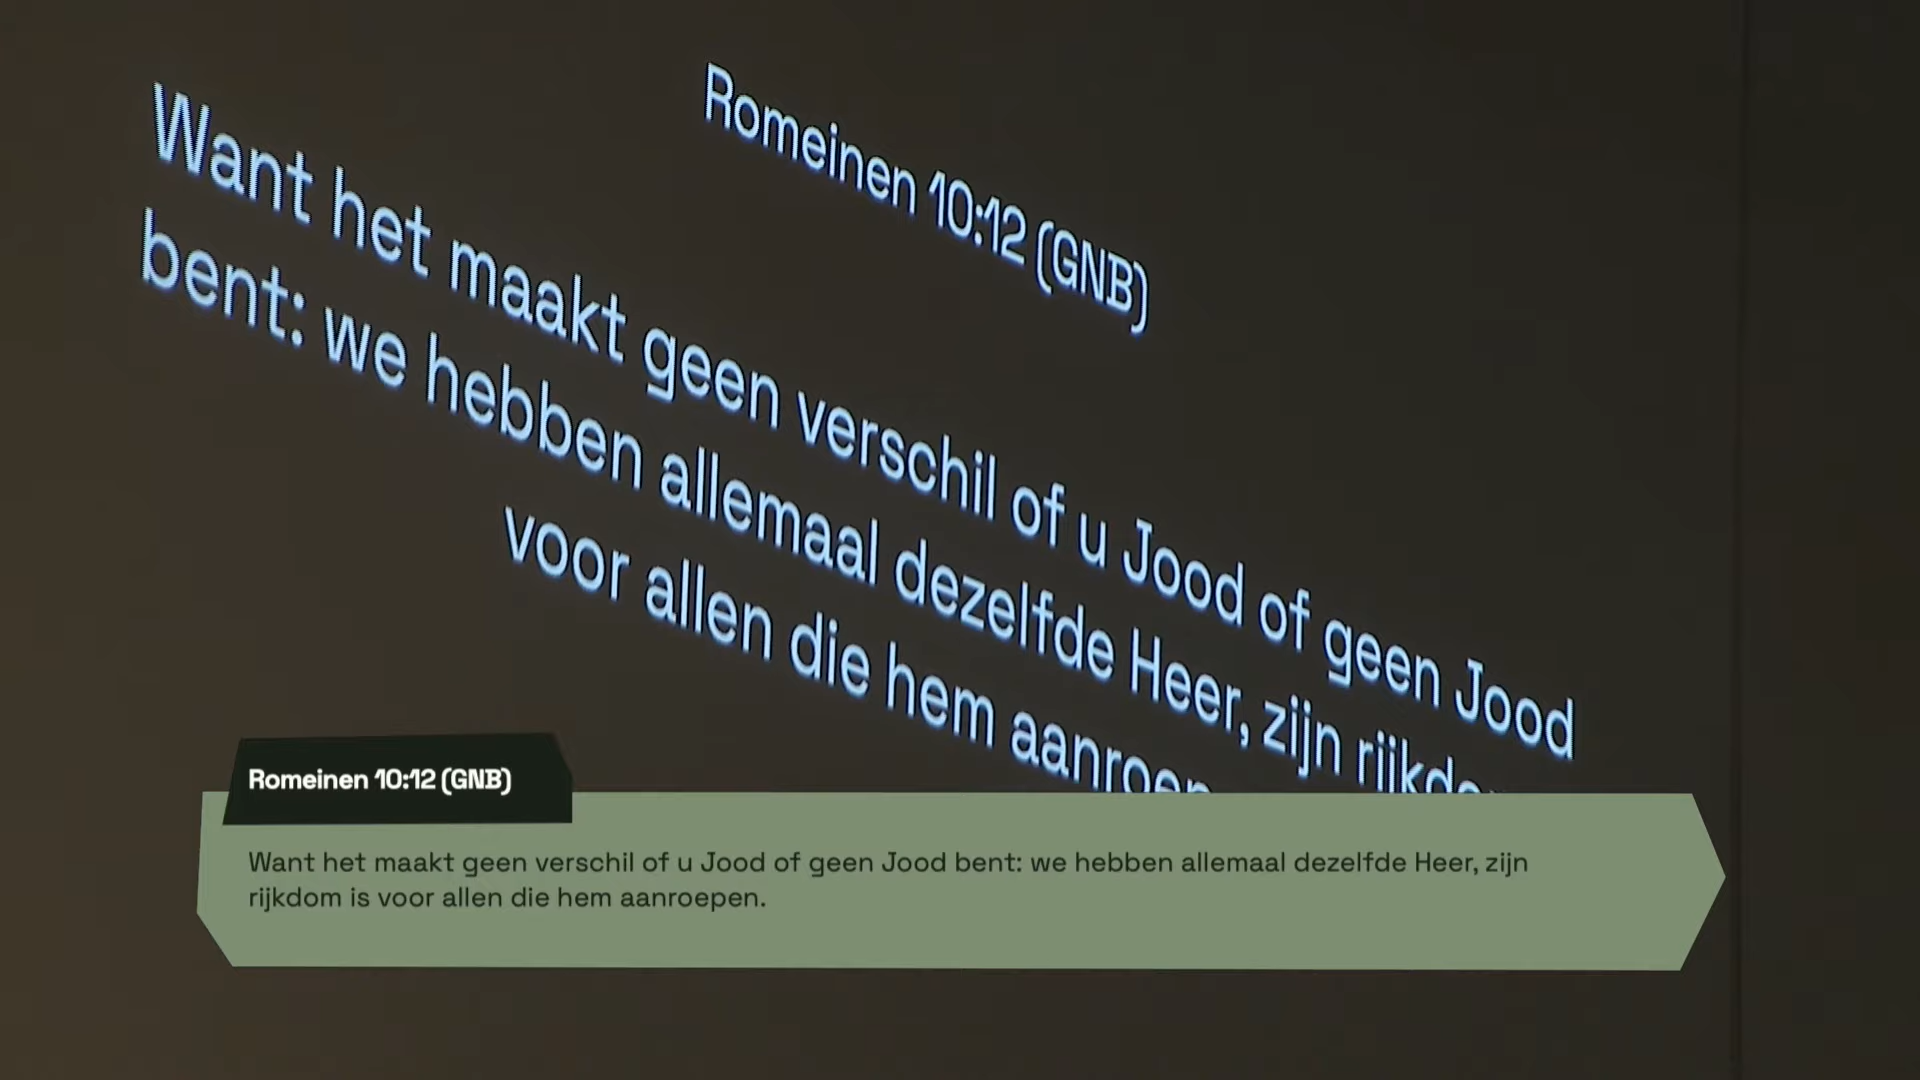 Romeinen 10:12 (GNB)
Want het maakt geen verschil of u Jood of geen Jood
bent: we hebben allemaal dezelfde Heer, zijn
voor allen die hem
Romeinen 10:12 (GNB)
Want het maakt geen verschil of u Jood of geen Jood bent: we hebben allemaal dezelfde Heer, zijn
rijkdom is voor allen die hem aanroepen.